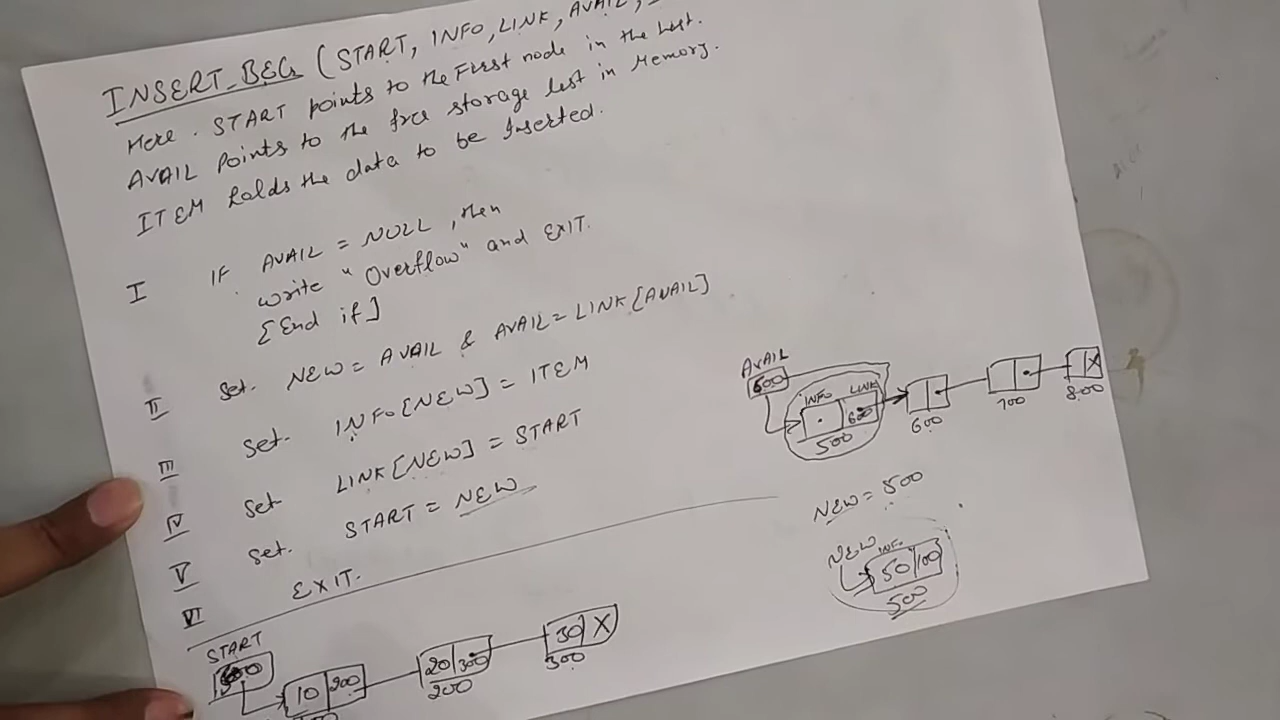 INSERT_BEG (START, INFO, LINK, AVAIL,
Here. START points to the First node in the list.
AVAIL Points to the free storage list in Memory.
ITEM holds the data to be Inserted.
I IF AVAIL = NULL, then
write "Overflow" and EXIT.
[End if]
II Set. NEW = AVAIL & AVAIL = LINK[AVAIL]
III Set. INFO[NEW] = ITEM
IV Set LINK[NEW] = START
V Set. START = NEW
VI EXIT.
AVAIL
600
INFO LINK
600
500
600
700
X
800
NEW = 500
NEW INFO
50 100
500
START
10 200
20 300
200
30 X
300